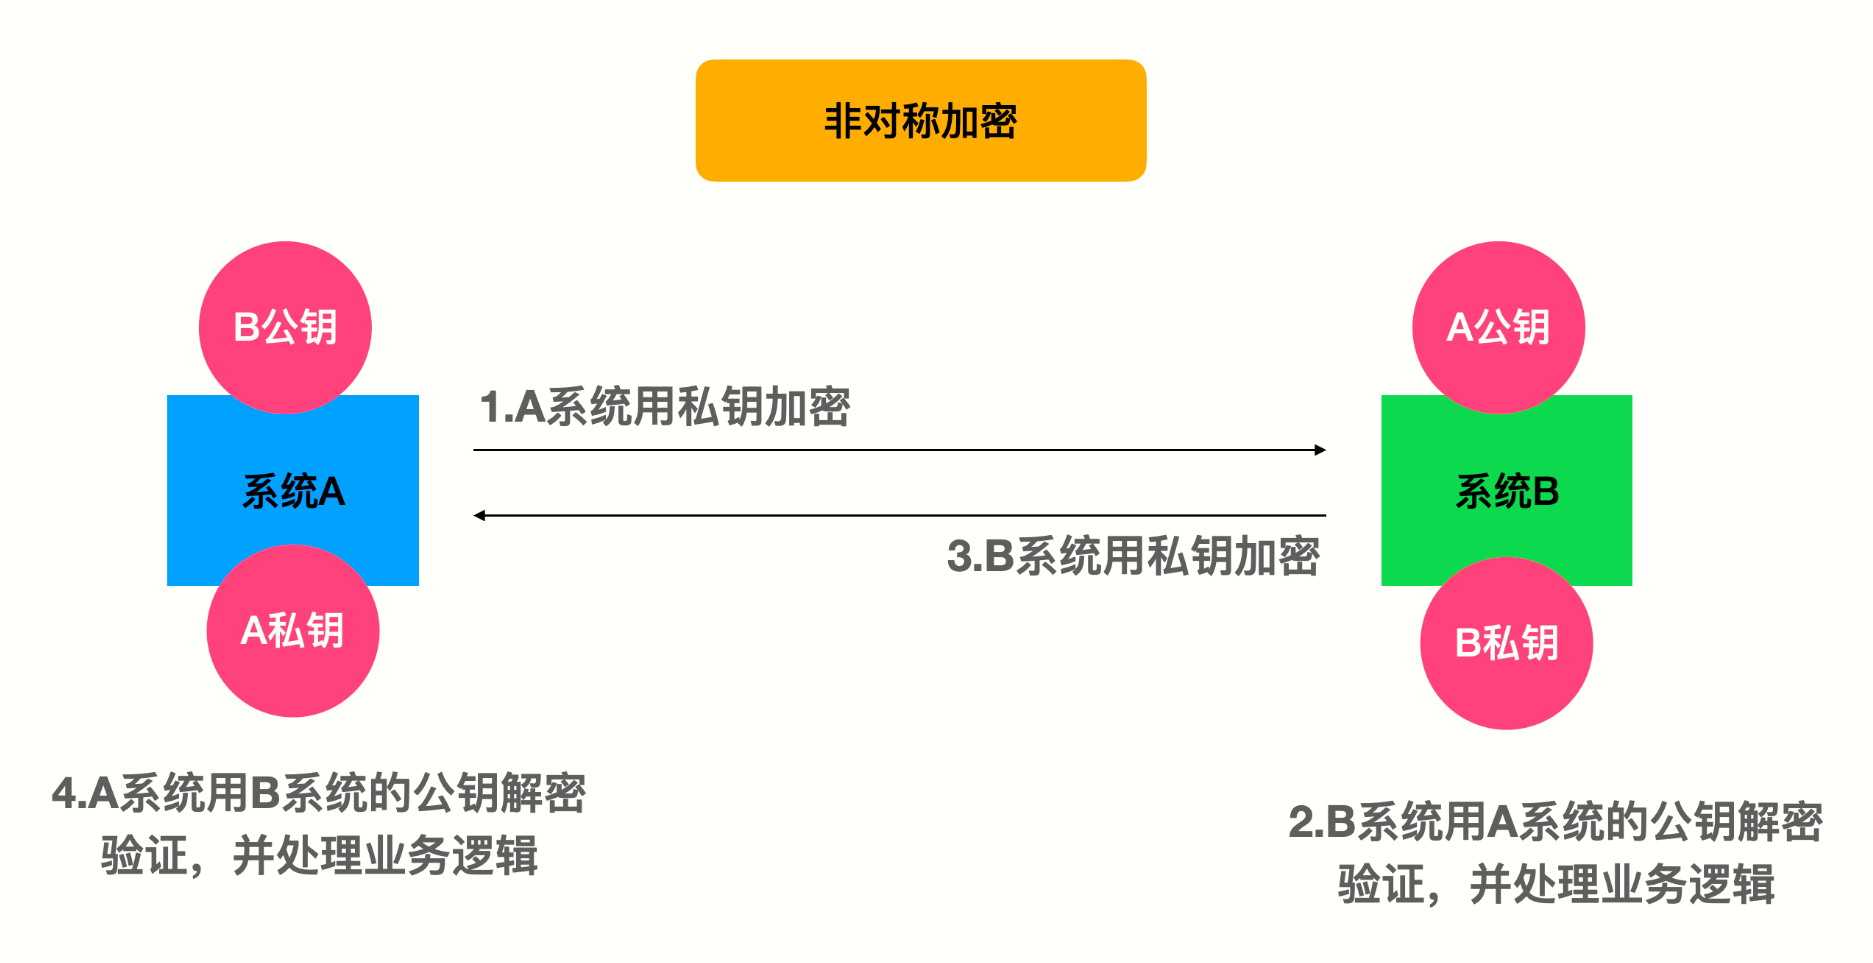 非对称加密
B公钥
A公钥
1.A系统用私钥加密
系统A
系统B
3.B系统用私钥加密
A私钥
B私钥
4.A系统用B系统的公钥解密
验证，并处理业务逻辑
2.B系统用A系统的公钥解密
验证，并处理业务逻辑